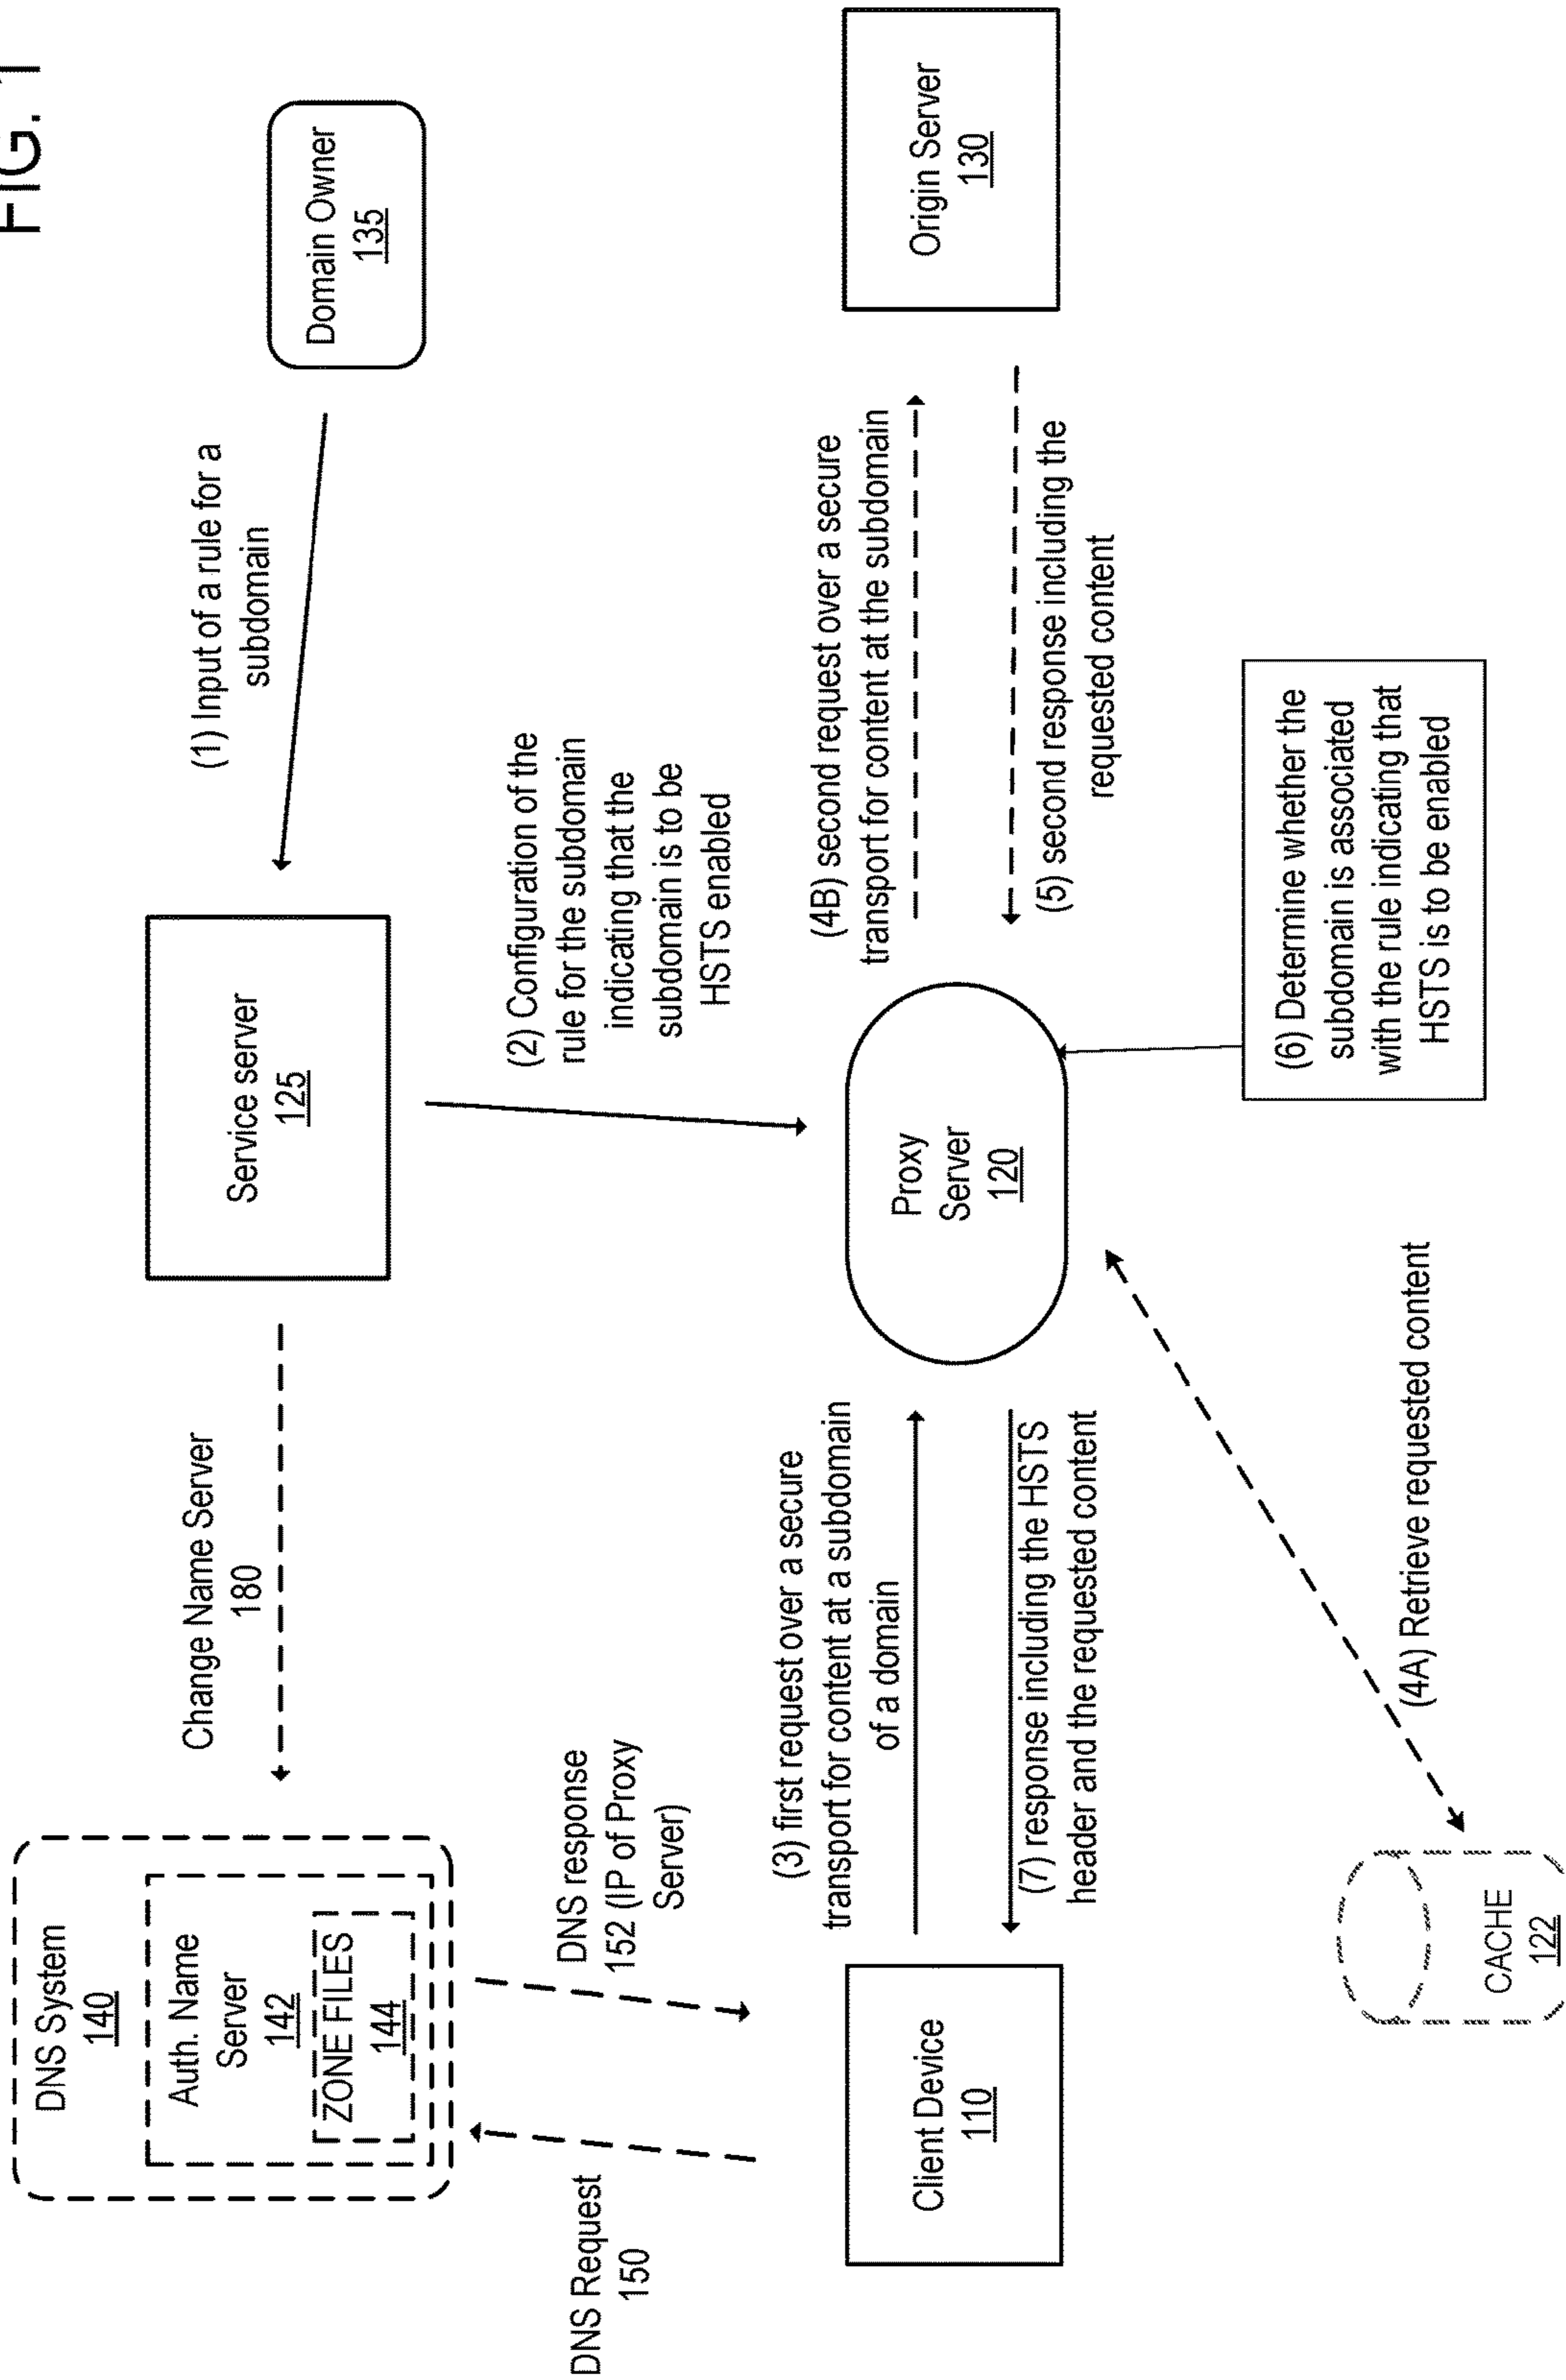 FIG. 1
DNS System
140
Auth. Name
Server
142
ZONE FILES
144
Change Name Server
180
Service server
125
(1) Input of a rule for a
subdomain
Domain Owner
135
DNS Request
150
DNS response
152 (IP of Proxy
Server)
(2) Configuration of the
rule for the subdomain
indicating that the
subdomain is to be
HSTS enabled
Client Device
110
(3) first request over a secure
transport for content at a subdomain
of a domain
(7) response including the HSTS
header and the requested content
Proxy
Server
120
(4B) second request over a secure
transport for content at the subdomain
(5) second response including the
requested content
Origin Server
130
CACHE
122
(4A) Retrieve requested content
(6) Determine whether the
subdomain is associated
with the rule indicating that
HSTS is to be enabled